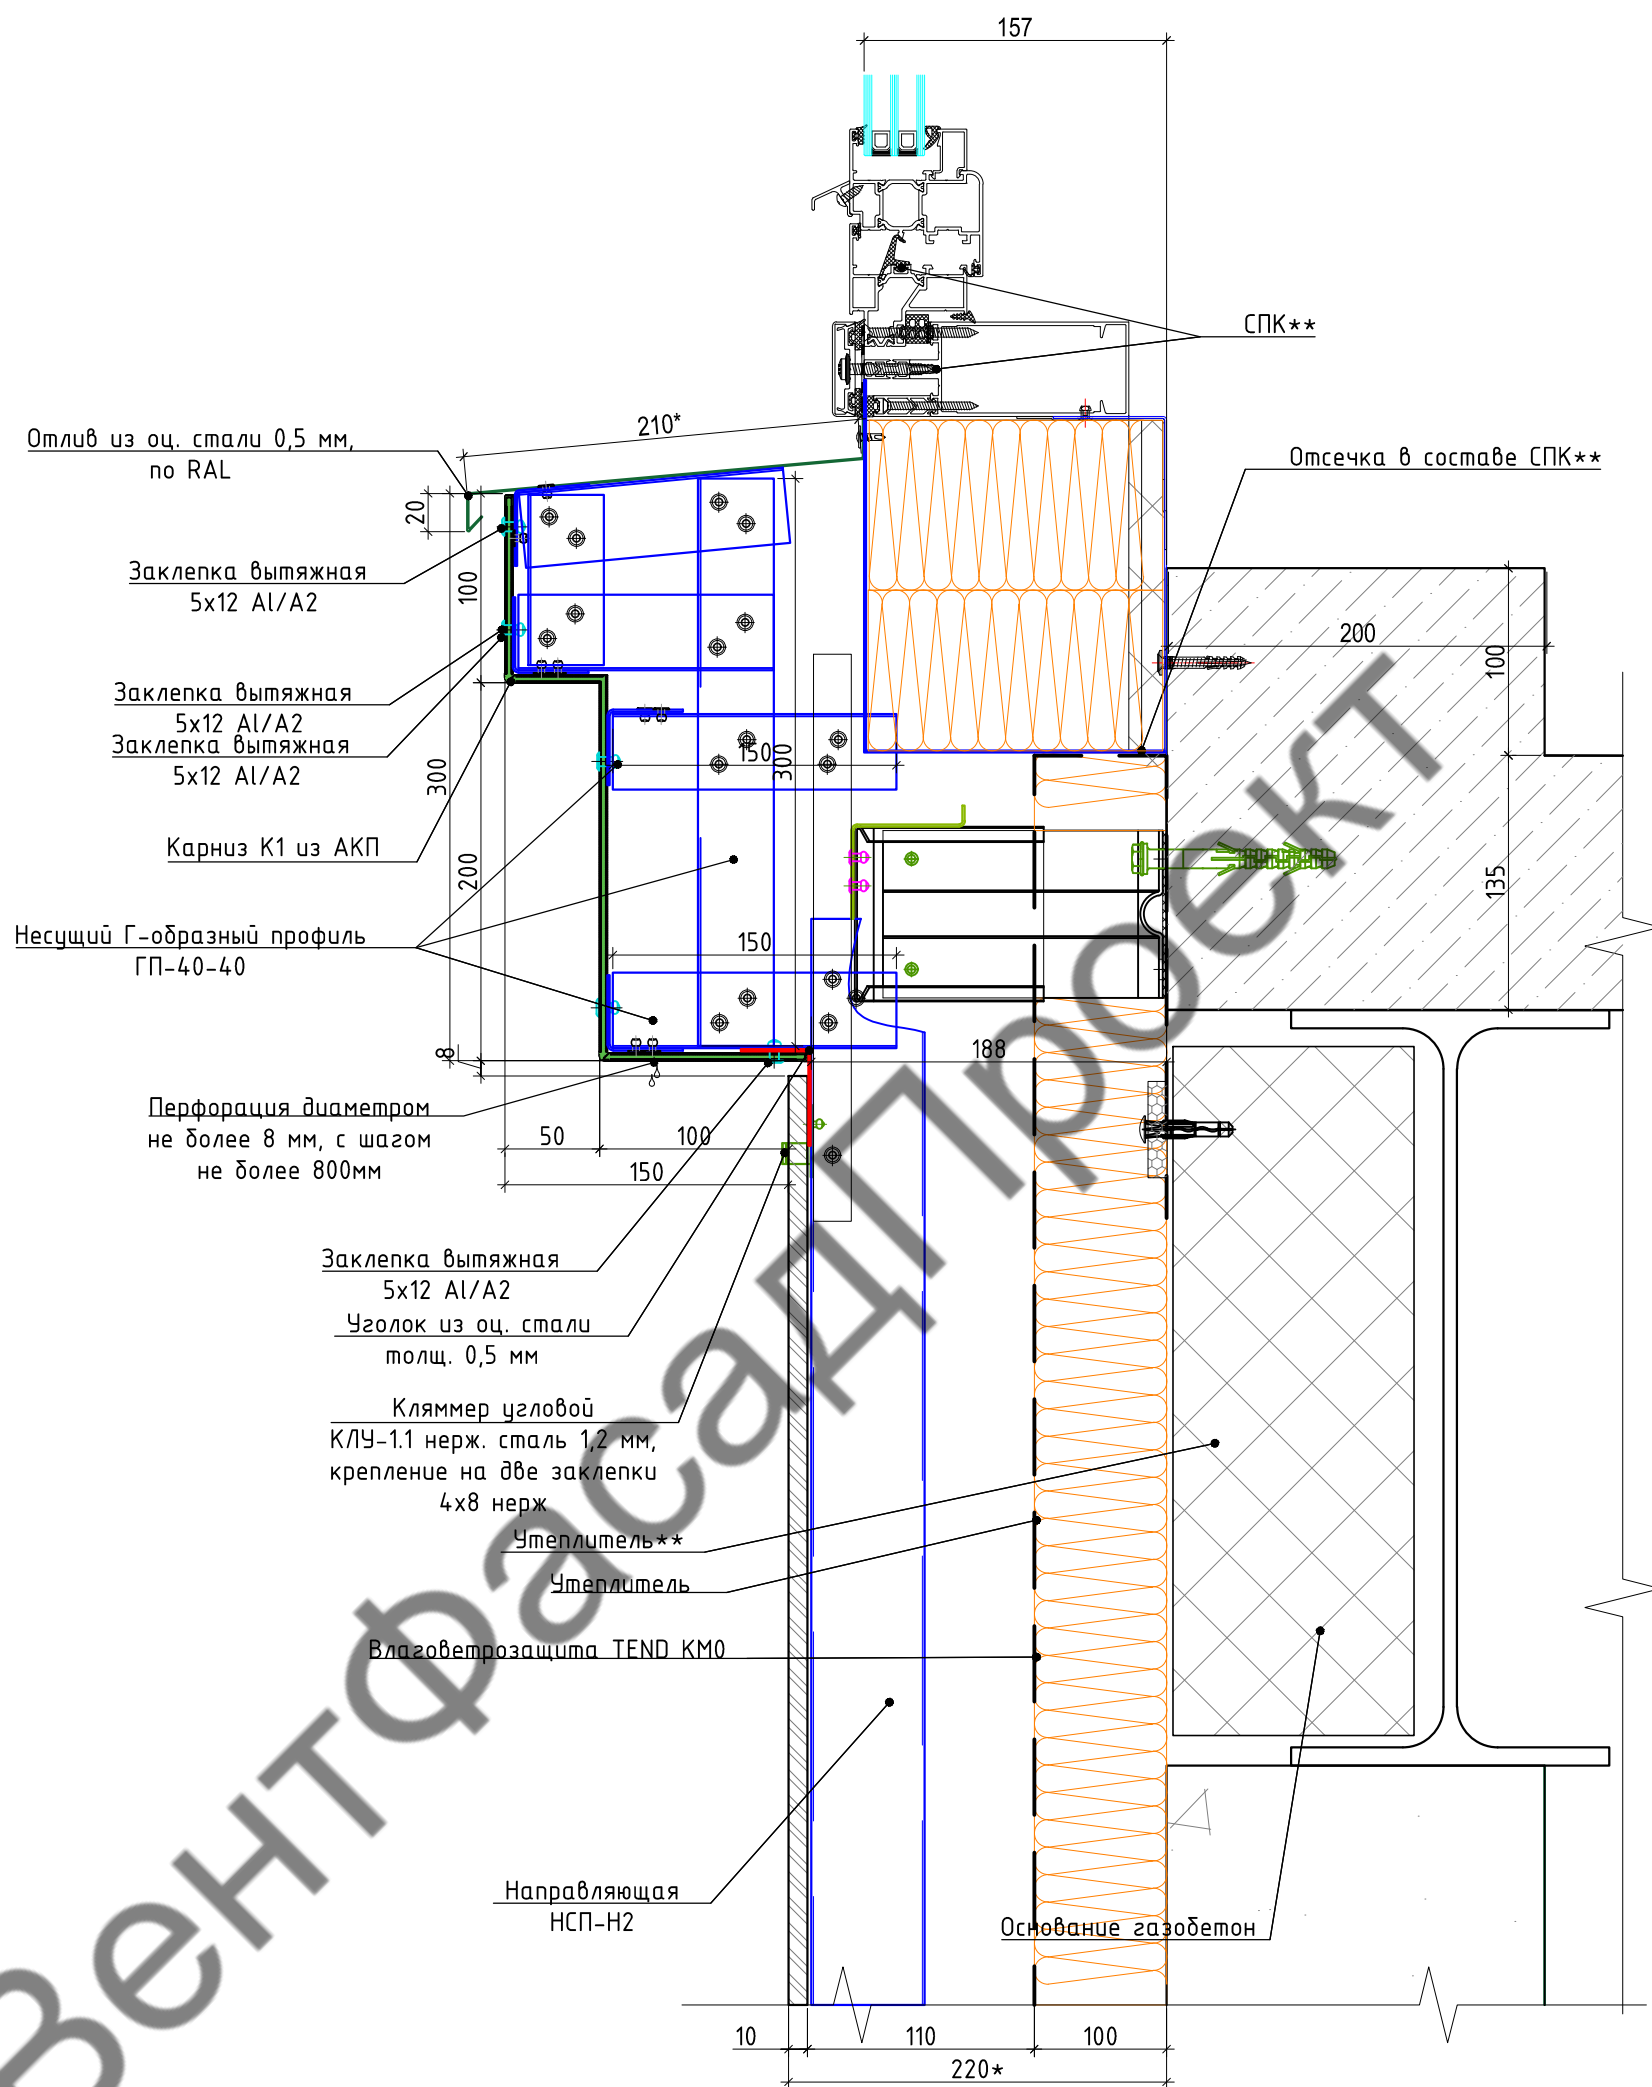 157
СПК**
210*
Отлив из оц. стали 0,5 мм,
по RAL
Отсечка в составе СПК**
20
Заклепка вытяжная
5х12 Al/A2
100
200
100
Заклепка вытяжная
5х12 Al/A2
Заклепка вытяжная
5х12 Al/A2
300
150
300
Карниз К1 из АКП
200
135
Несущий Г-образный профиль
ГП-40-40
150
8
188
Перфорация диаметром
не более 8 мм, с шагом
не более 800мм
50
100
150
Заклепка вытяжная
5х12 Al/A2
Уголок из оц. стали
толщ. 0,5 мм
Кляммер угловой
КЛУ-1.1 нерж. сталь 1,2 мм,
крепление на две заклепки
4х8 нерж
Утеплитель**
Утеплитель
Влаговетрозащита TEND КМ0
Направляющая
НСП-Н2
Основание газобетон
10
110
100
220*
ВентФасадПроект